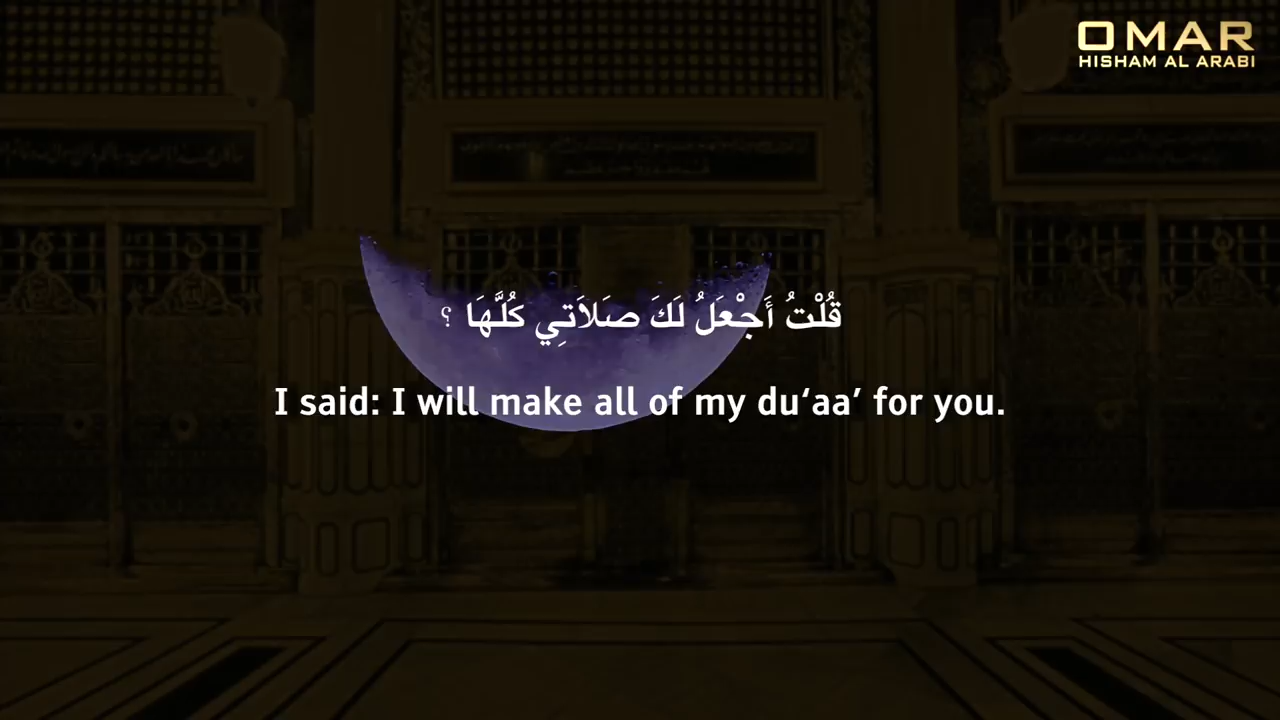 OMAR
HISHAM AL ARABI
قُلْتُ أَجْعَلُ لَكَ صَلاَتِي كُلَّهَا ؟
I said: I will make all of my du‘aa’ for you.